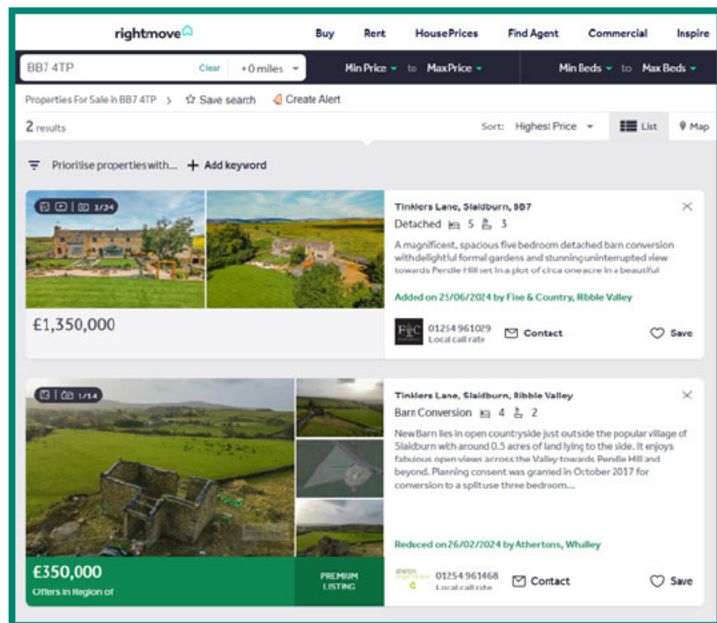 rightmove
Buy Rent House Prices Find Agent Commercial Inspire
BB7 4TP Clear +0 miles Min Price to Max Price Min Beds to Max Beds
Properties For Sale in BB7 4TP > Save search Create Alert
2 results Sort: Highest Price List Map
Prioritise properties with... + Add keyword
1/34
Tinklers Lane, Slaidburn, BB7
Detached 5 3
A magnificent, spacious five bedroom detached barn conversion
with delightful formal gardens and stunning uninterrupted view
towards Pendle Hill set in a plot of circa one acre in a beautiful
Added on 25/06/2024 by Fine & Country, Ribble Valley
£1,350,000
F&C
01254 961029
Local call rate
Contact Save
1/14
Tinklers Lane, Slaidburn, Ribble Valley
Barn Conversion 4 2
New Barn lies in open countryside just outside the popular village of
Slaidburn with around 0.5 acres of land lying to the side. It enjoys
fabulous open views across the Valley towards Pendle Hill and
beyond. Planning consent was granted in October 2017 for
conversion to a split use three bedroom...
Reduced on 26/02/2024 by Athertons, Whalley
£350,000
Offers in Region of
PREMIUM
LISTING
01254 961468
Local call rate
Contact Save